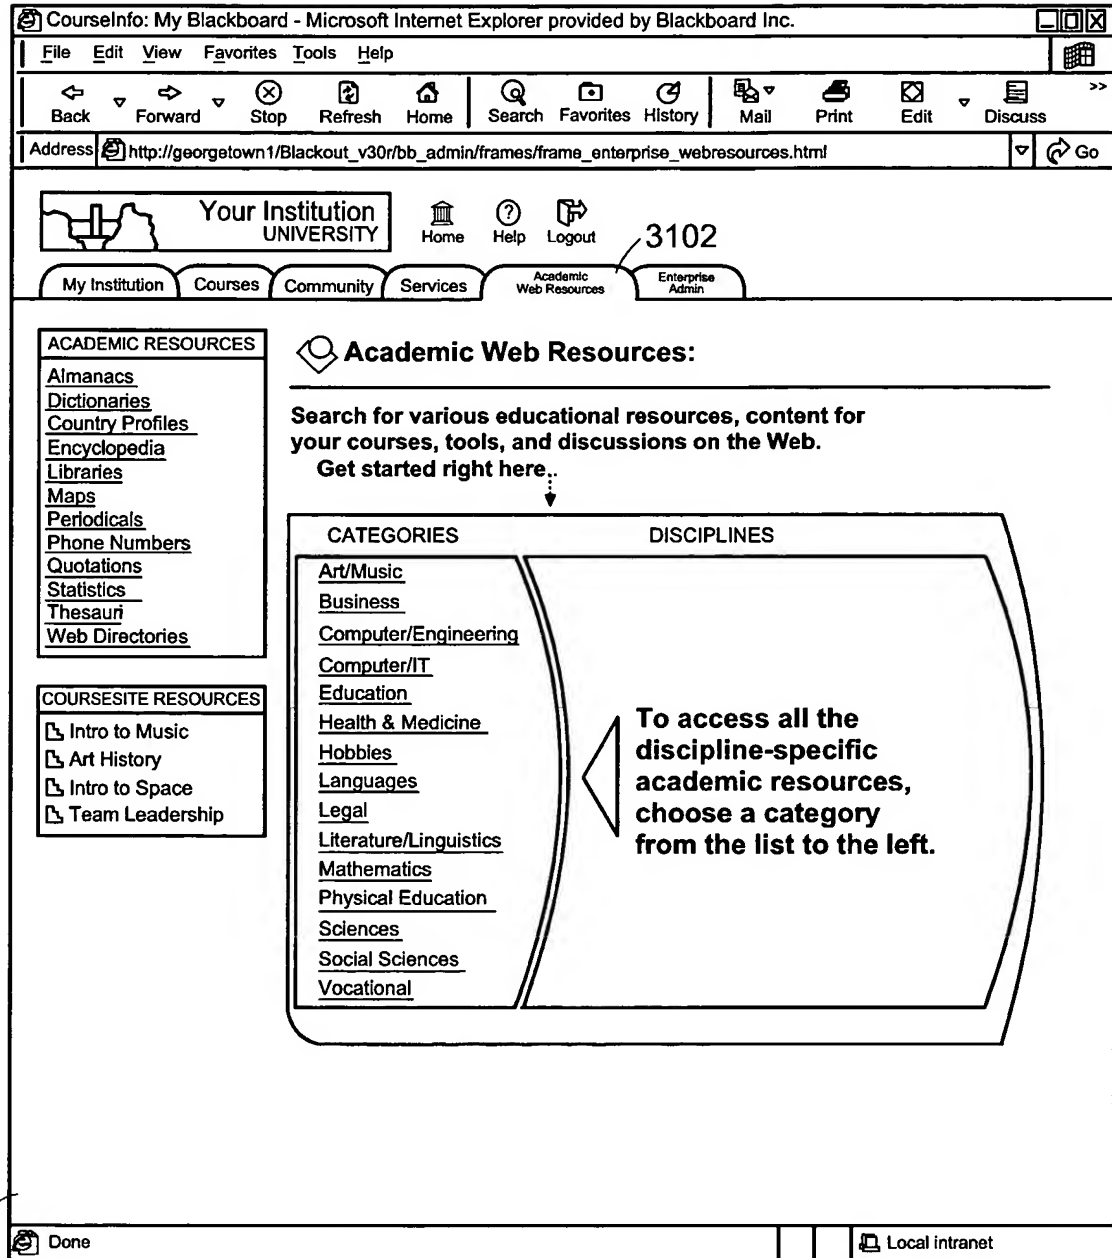 CourseInfo: My Blackboard - Microsoft Internet Explorer provided by Blackboard Inc.
File Edit View Favorites Tools Help
Back Forward Stop Refresh Home Search Favorites History Mail Print Edit Discuss >>
Address http://georgetown1/Blackout_v30r/bb_admin/frames/frame_enterprise_webresources.html Go
Your Institution
UNIVERSITY
Home Help Logout
3102
My Institution Courses Community Services Academic Web Resources Enterprise Admin
ACADEMIC RESOURCES
Almanacs
Dictionaries
Country Profiles
Encyclopedia
Libraries
Maps
Periodicals
Phone Numbers
Quotations
Statistics
Thesauri
Web Directories
COURSESITE RESOURCES
Intro to Music
Art History
Intro to Space
Team Leadership
Academic Web Resources:
Search for various educational resources, content for
your courses, tools, and discussions on the Web.
Get started right here..
CATEGORIES DISCIPLINES
Art/Music
Business
Computer/Engineering
Computer/IT
Education
Health & Medicine
Hobbies
Languages
Legal
Literature/Linguistics
Mathematics
Physical Education
Sciences
Social Sciences
Vocational
To access all the
discipline-specific
academic resources,
choose a category
from the list to the left.
Done Local intranet